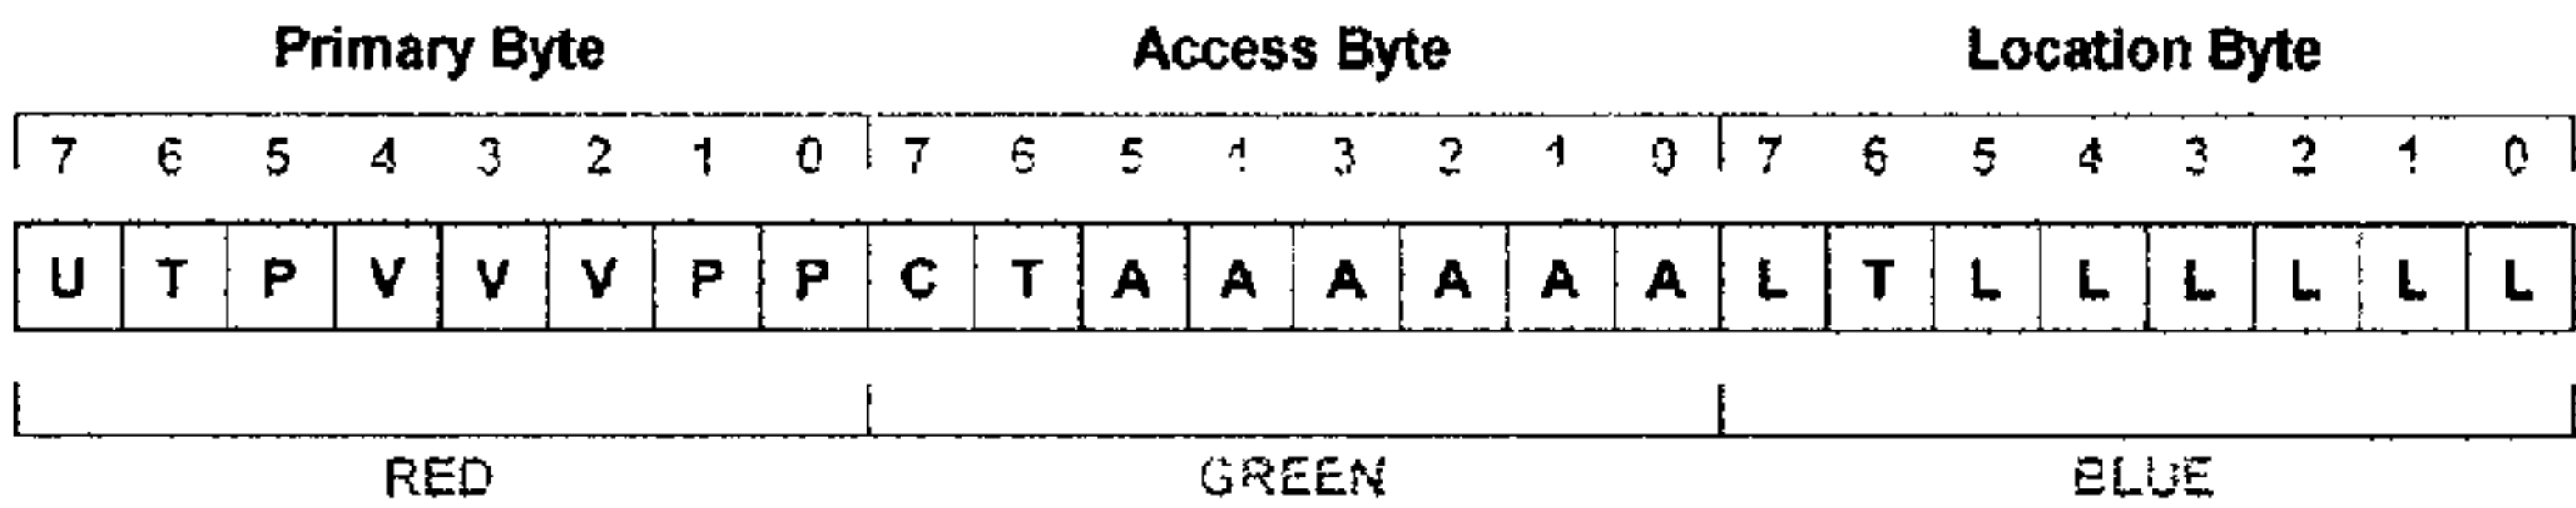 Primary Byte Access Byte Location Byte
7 6 5 4 3 2 1 0 7 6 5 4 3 2 1 0 7 6 5 4 3 2 1 0
U T P V V V P P C T A A A A A A L T L L L L L L
RED GREEN BLUE